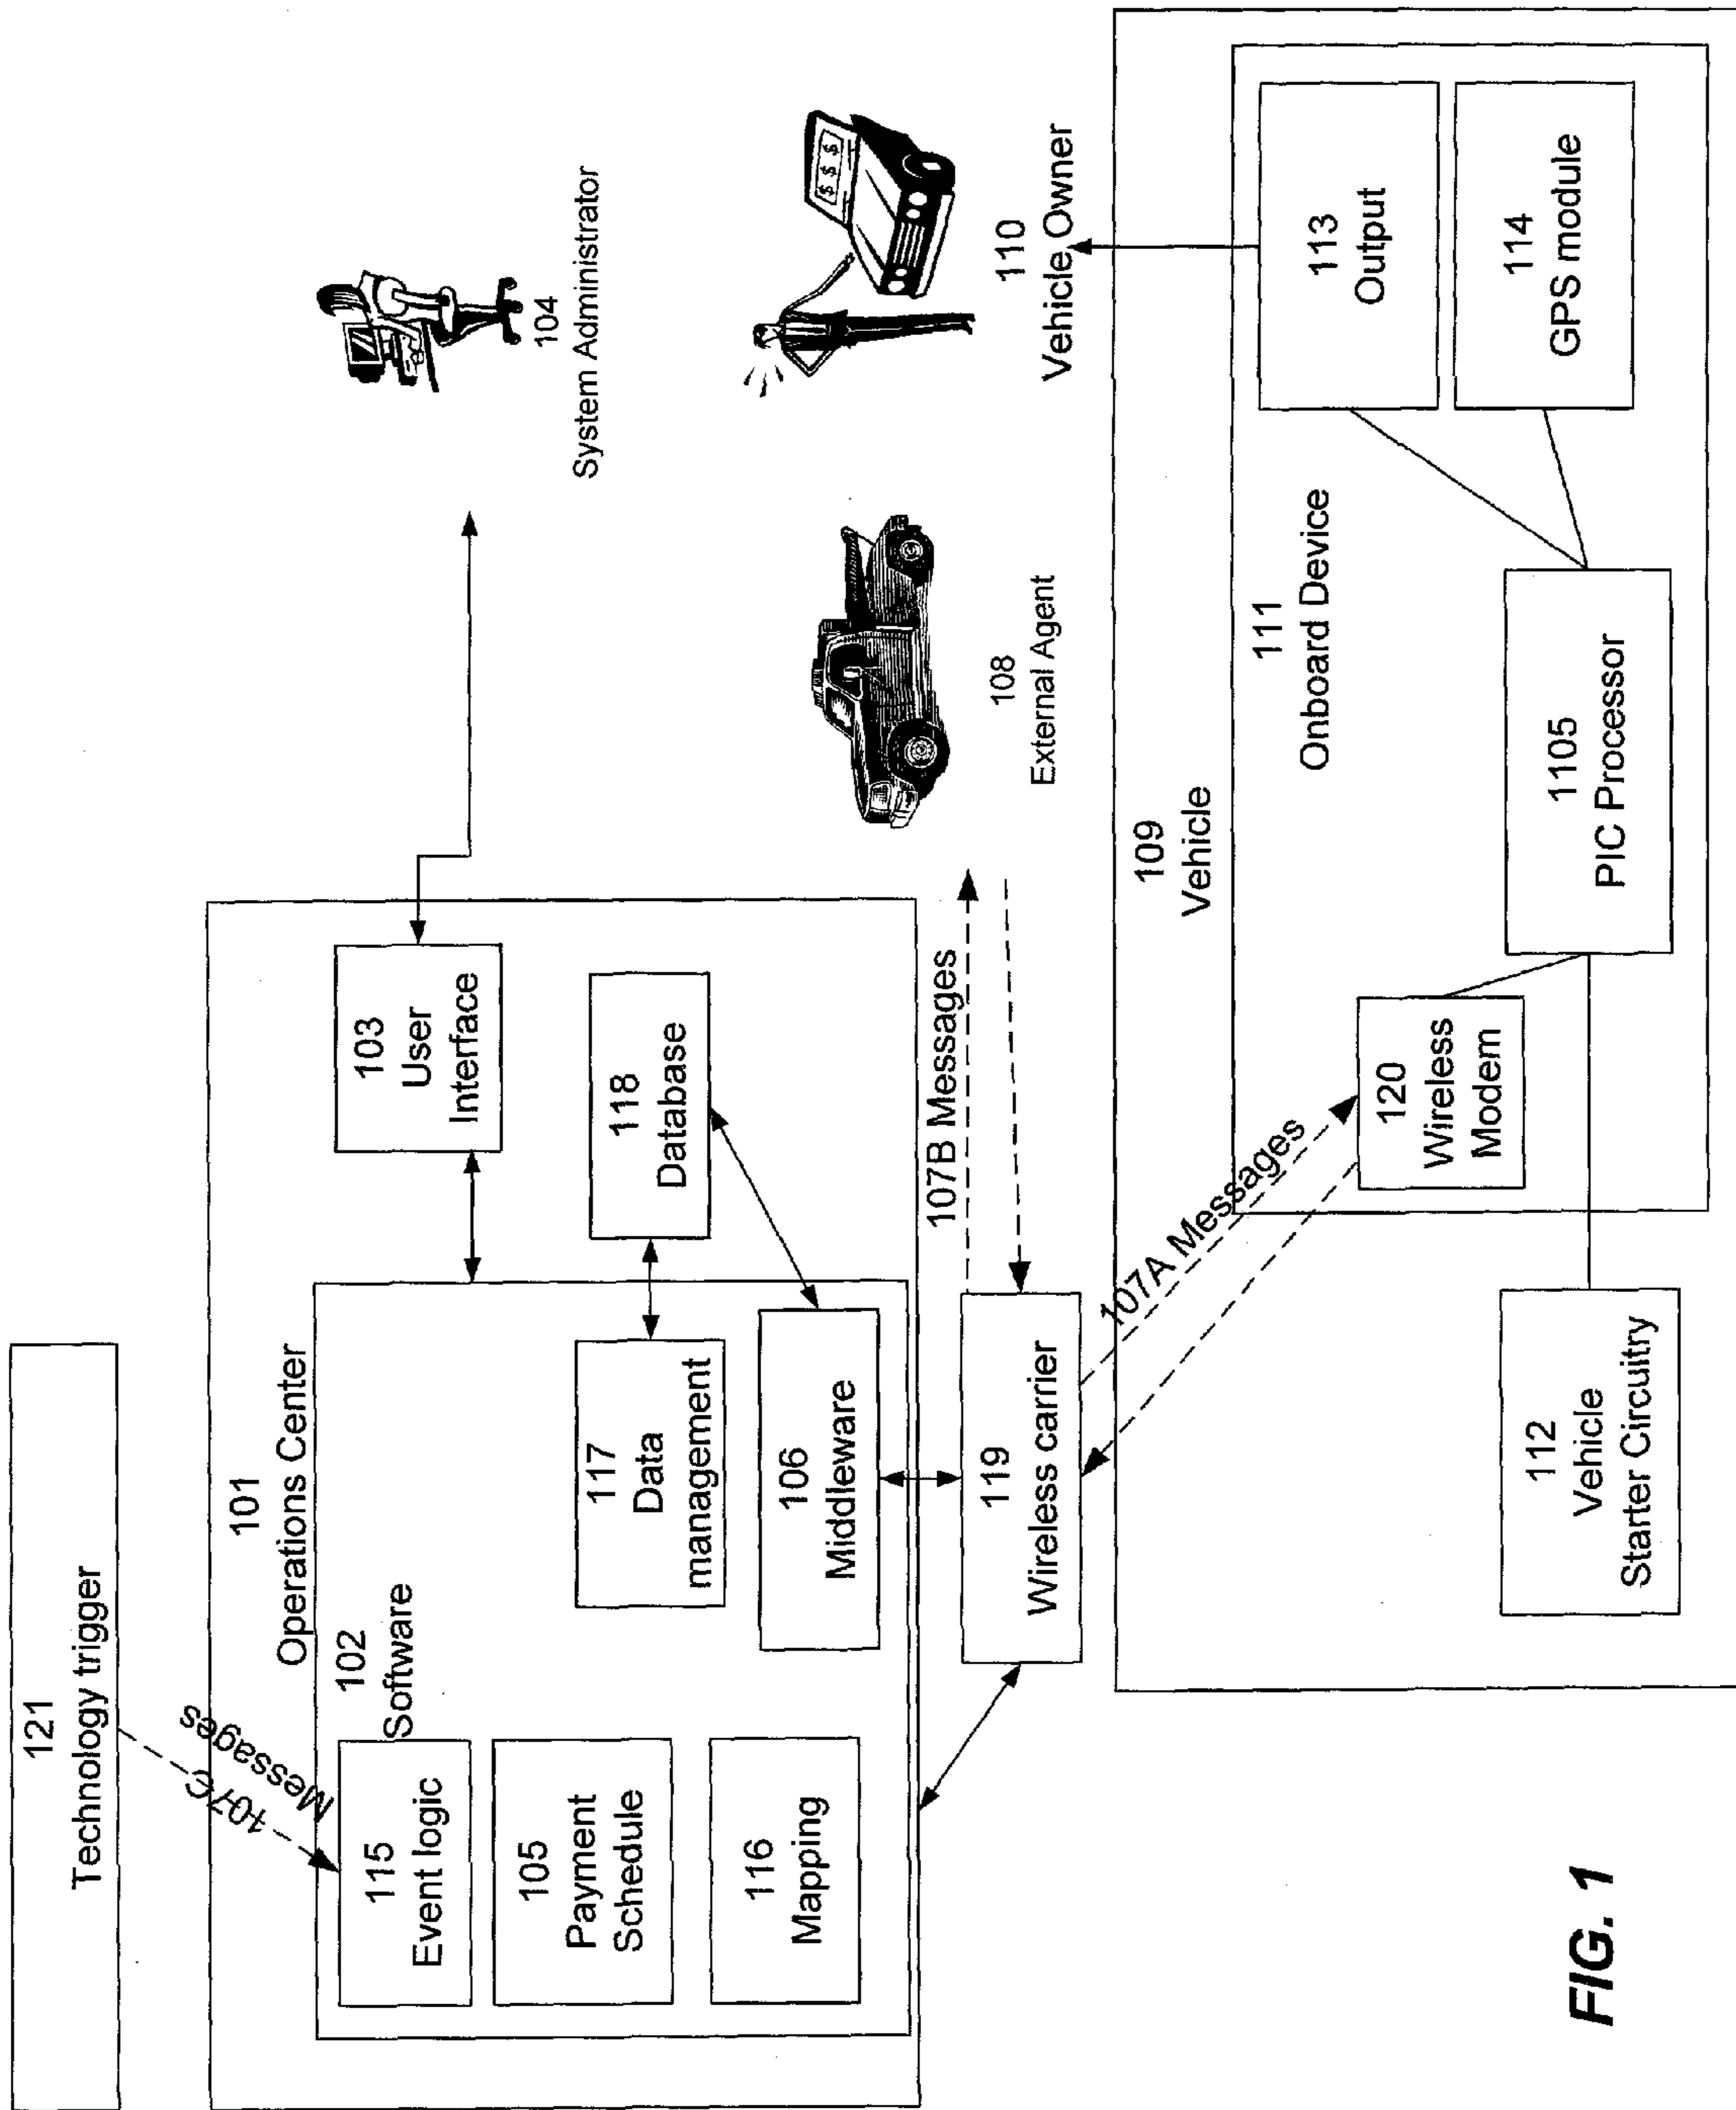 121
Technology trigger
107C
Messages
101
Operations Center
102
Software
115
Event logic
105
Payment
Schedule
116
Mapping
117
Data
management
106
Middleware
103
User
Interface
118
Database
104
System Administrator
119
Wireless carrier
107B Messages
107A Messages
108
External Agent
$ $ $
110
Vehicle Owner
109
Vehicle
111
Onboard Device
112
Vehicle
Starter Circuitry
120
Wireless
Modem
1105
PIC Processor
113
Output
114
GPS module
FIG. 1